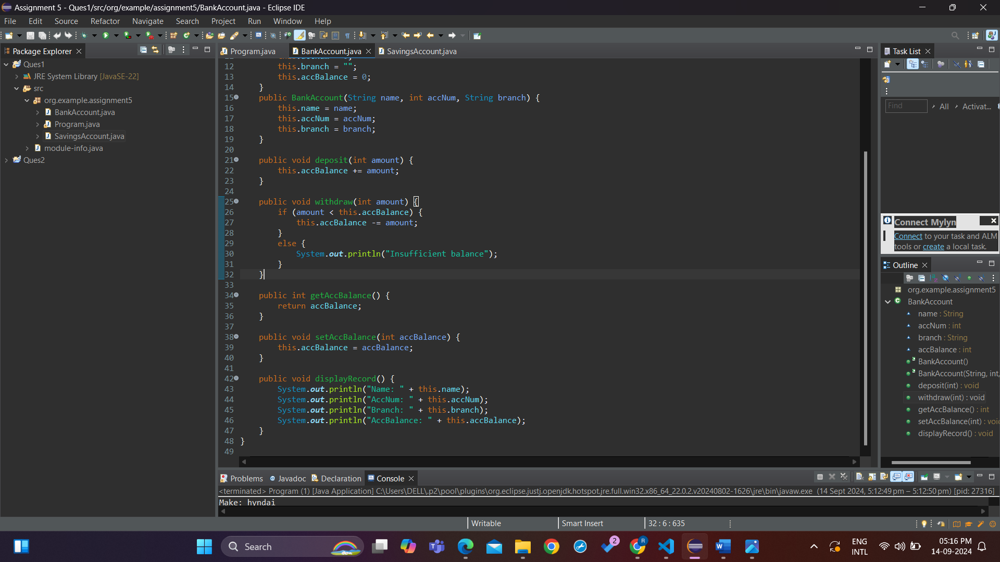 Assignment 5 - Ques1/src/org/example/assignment5/BankAccount.java - Eclipse IDE
File Edit Source Refactor Navigate Search Project Run Window Help
Package Explorer
Ques1
JRE System Library [JavaSE-22]
src
org.example.assignment5
BankAccount.java
Program.java
SavingsAccount.java
module-info.java
Ques2
Program.java BankAccount.java SavingsAccount.java
12 this.branch = "";
13 this.accBalance = 0;
14 }
15 public BankAccount(String name, int accNum, String branch) {
16 this.name = name;
17 this.accNum = accNum;
18 this.branch = branch;
19 }
20
21 public void deposit(int amount) {
22 this.accBalance += amount;
23 }
24
25 public void withdraw(int amount) {
26 if (amount < this.accBalance) {
27 this.accBalance -= amount;
28 }
29 else {
30 System.out.println("Insufficient balance");
31 }
32 }
33
34 public int getAccBalance() {
35 return accBalance;
36 }
37
38 public void setAccBalance(int accBalance) {
39 this.accBalance = accBalance;
40 }
41
42 public void displayRecord() {
43 System.out.println("Name: " + this.name);
44 System.out.println("AccNum: " + this.accNum);
45 System.out.println("Branch: " + this.branch);
46 System.out.println("AccBalance: " + this.accBalance);
47 }
48 }
49
Task List
Find All Activat...
Connect Mylyn
Connect to your task and ALM
tools or create a local task.
Outline
org.example.assignment5
BankAccount
name : String
accNum : int
branch : String
accBalance : int
BankAccount()
BankAccount(String, int,
deposit(int) : void
withdraw(int) : void
getAccBalance() : int
setAccBalance(int) : voi
displayRecord() : void
Problems Javadoc Declaration Console
<terminated> Program (1) [Java Application] C:\Users\DELL\.p2\pool\plugins\org.eclipse.justj.openjdk.hotspot.jre.full.win32.x86_64_22.0.2.v20240802-1626\jre\bin\javaw.exe (14 Sept 2024, 5:12:49 pm – 5:12:50 pm) [pid: 27316]
Make: hyndai
Writable Smart Insert 32 : 6 : 635
Search
2
ENG
INTL
05:16 PM
14-09-2024